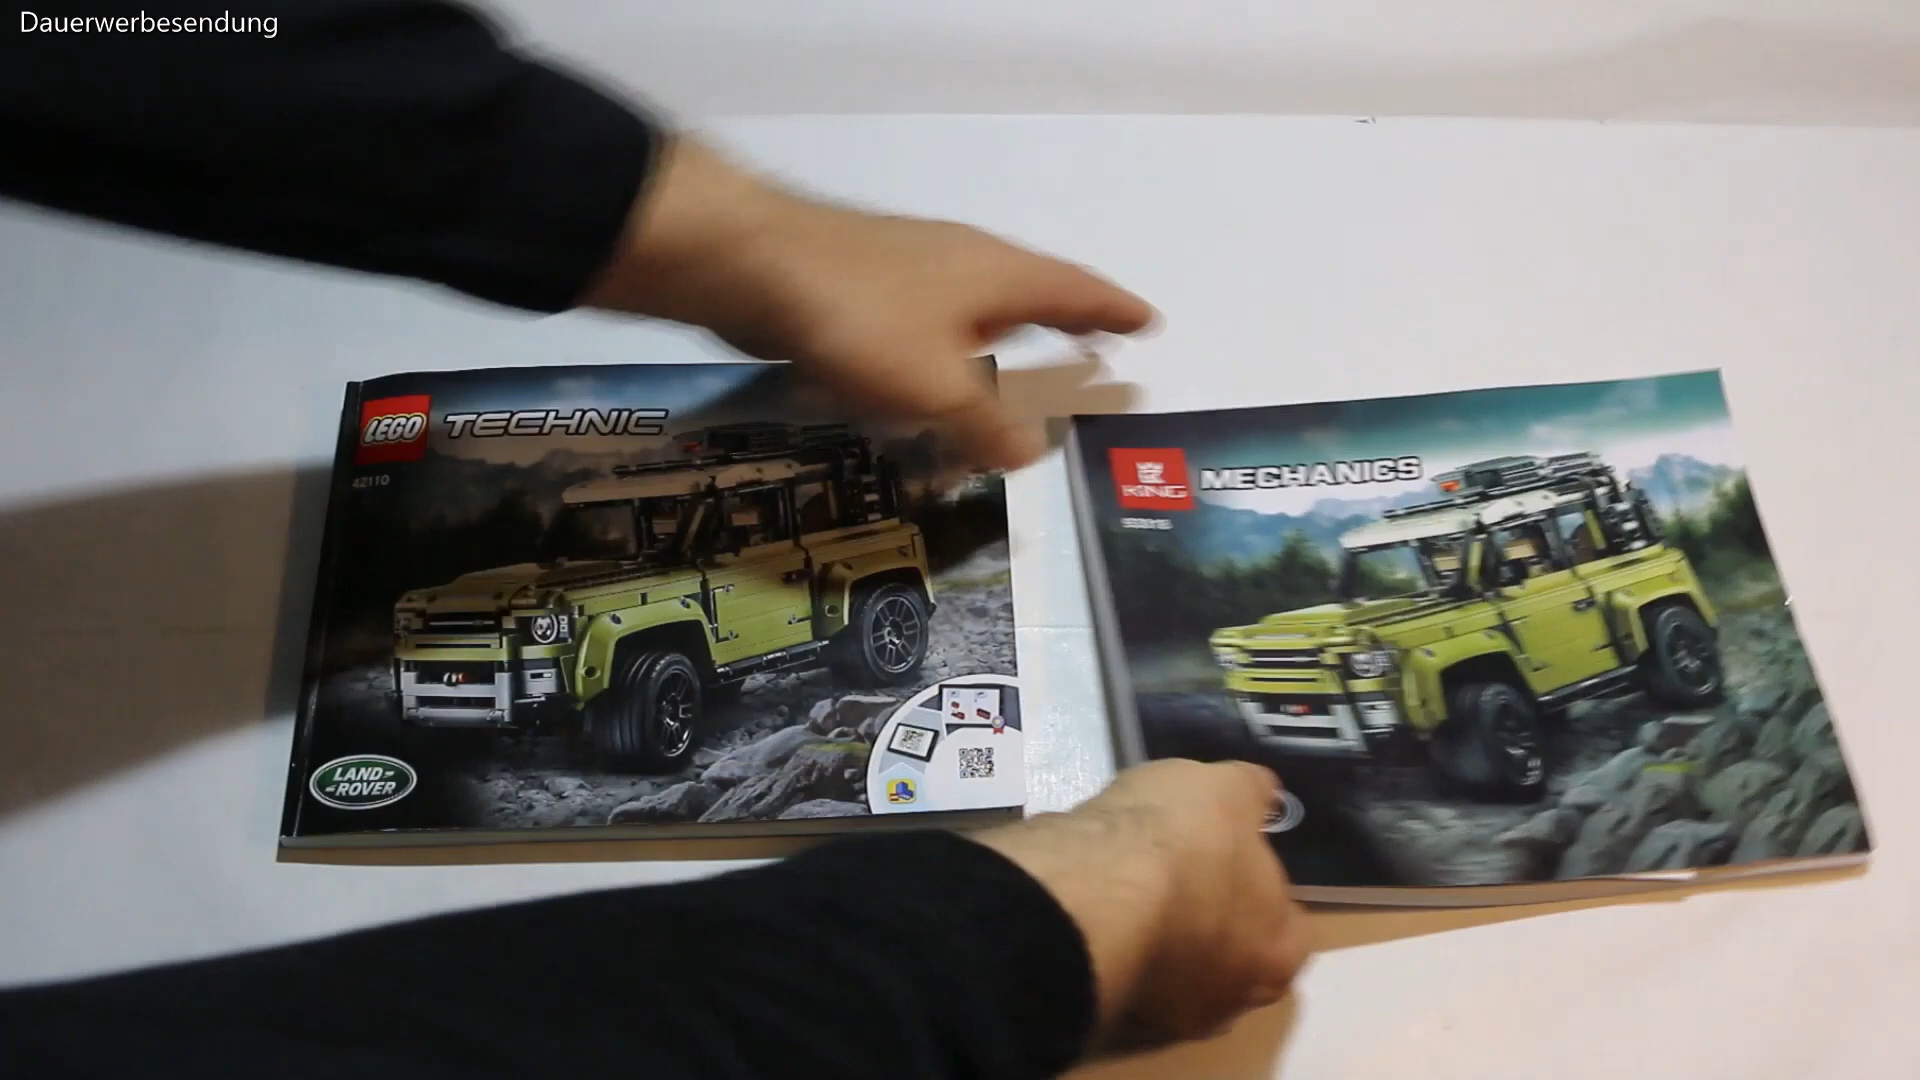 Dauerwerbesendung
LEGO TECHNIC
42110
LAND
ROVER
KING MECHANICS